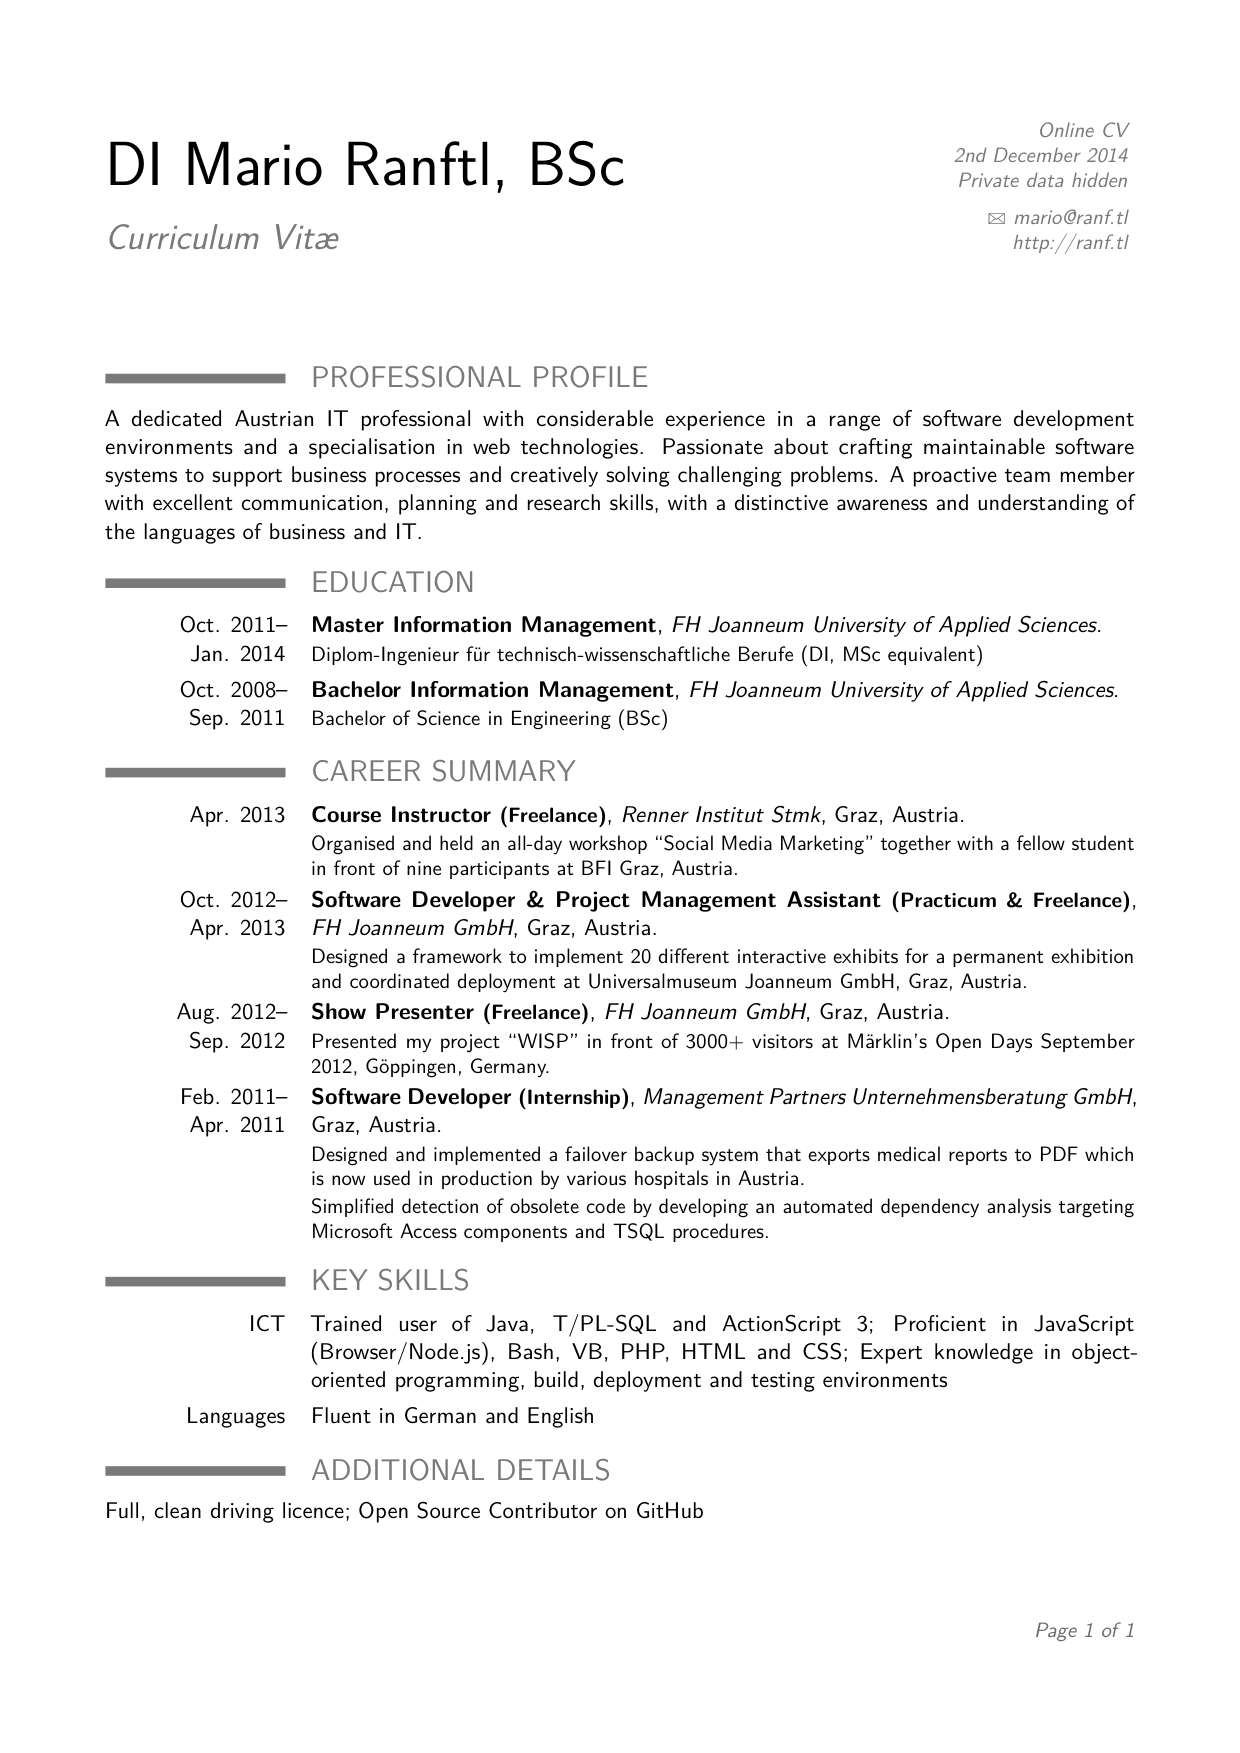 DI Mario Ranftl, BSc
Curriculum Vitæ
Online CV
2nd December 2014
Private data hidden
✉ mario@ranf.tl
http://ranf.tl
PROFESSIONAL PROFILE
A dedicated Austrian IT professional with considerable experience in a range of software development
environments and a specialisation in web technologies. Passionate about crafting maintainable software
systems to support business processes and creatively solving challenging problems. A proactive team member
with excellent communication, planning and research skills, with a distinctive awareness and understanding of
the languages of business and IT.
EDUCATION
Oct. 2011– Master Information Management, FH Joanneum University of Applied Sciences.
Jan. 2014 Diplom-Ingenieur für technisch-wissenschaftliche Berufe (DI, MSc equivalent)
Oct. 2008– Bachelor Information Management, FH Joanneum University of Applied Sciences.
Sep. 2011 Bachelor of Science in Engineering (BSc)
CAREER SUMMARY
Apr. 2013 Course Instructor (Freelance), Renner Institut Stmk, Graz, Austria.
Organised and held an all-day workshop “Social Media Marketing” together with a fellow student
in front of nine participants at BFI Graz, Austria.
Oct. 2012– Software Developer & Project Management Assistant (Practicum & Freelance),
Apr. 2013 FH Joanneum GmbH, Graz, Austria.
Designed a framework to implement 20 different interactive exhibits for a permanent exhibition
and coordinated deployment at Universalmuseum Joanneum GmbH, Graz, Austria.
Aug. 2012– Show Presenter (Freelance), FH Joanneum GmbH, Graz, Austria.
Sep. 2012 Presented my project “WISP” in front of 3000+ visitors at Märklin’s Open Days September
2012, Göppingen, Germany.
Feb. 2011– Software Developer (Internship), Management Partners Unternehmensberatung GmbH,
Apr. 2011 Graz, Austria.
Designed and implemented a failover backup system that exports medical reports to PDF which
is now used in production by various hospitals in Austria.
Simplified detection of obsolete code by developing an automated dependency analysis targeting
Microsoft Access components and TSQL procedures.
KEY SKILLS
ICT Trained user of Java, T/PL-SQL and ActionScript 3; Proficient in JavaScript
(Browser/Node.js), Bash, VB, PHP, HTML and CSS; Expert knowledge in object-
oriented programming, build, deployment and testing environments
Languages Fluent in German and English
ADDITIONAL DETAILS
Full, clean driving licence; Open Source Contributor on GitHub
Page 1 of 1